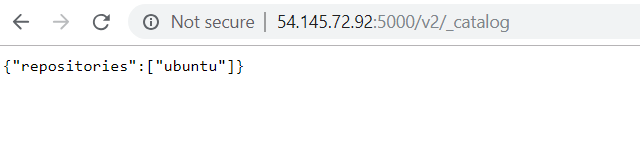 Not secure | 54.145.72.92:5000/v2/_catalog
{"repositories":["ubuntu"]}